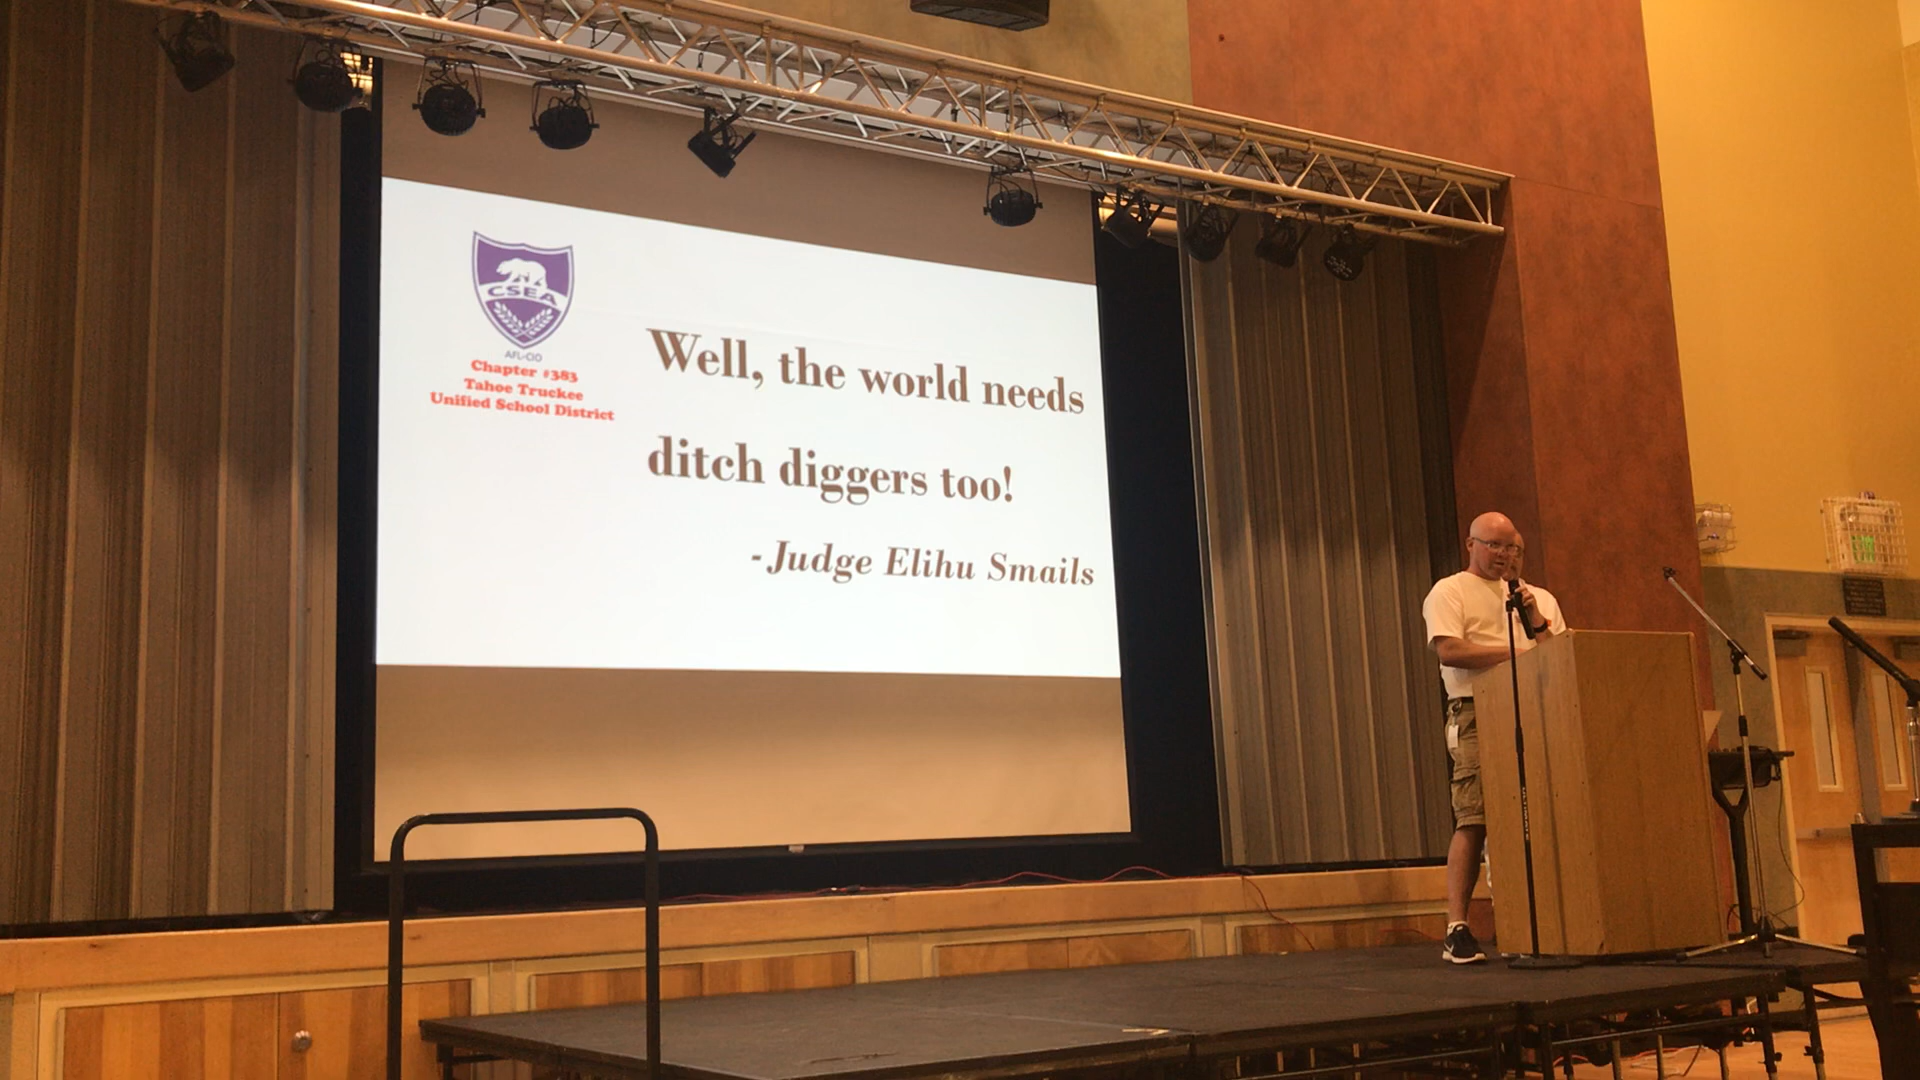 CSEA
AFL-CIO
Chapter #383
Tahoe Truckee
Unified School District
Well, the world needs
ditch diggers too!
-Judge Elihu Smails